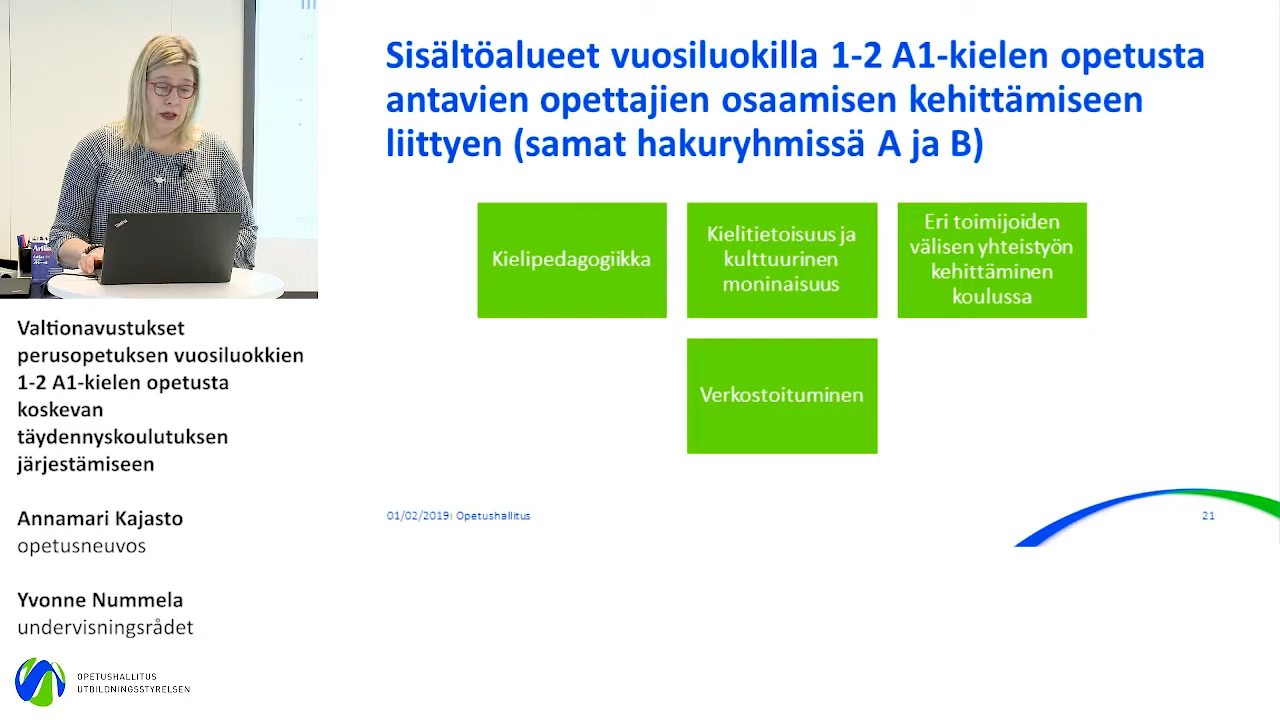 Sisältöalueet vuosiluokilla 1-2 A1-kielen opetusta
antavien opettajien osaamisen kehittämiseen
liittyen (samat hakuryhmissä A ja B)
Kielipedagogiikka
Kielitietoisuus ja
kulttuurinen
moninaisuus
Eri toimijoiden
välisen yhteistyön
kehittäminen
koulussa
Verkostoituminen
01/02/2019 Opetushallitus
21
Valtionavustukset
perusopetuksen vuosiluokkien
1-2 A1-kielen opetusta
koskevan
täydennyskoulutuksen
järjestämiseen
Annamari Kajasto
opetusneuvos
Yvonne Nummela
undervisningsrådet
OPETUSHALLITUS
UTBILDNINGSSTYRELSEN